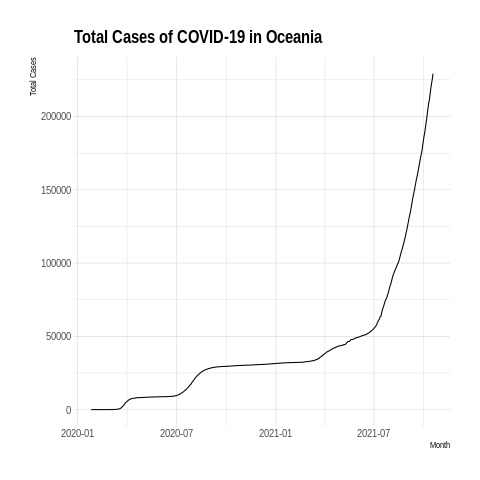 Total Cases of COVID-19 in Oceania
Total Cases
200000
150000
100000
50000
0
2020-01 2020-07 2021-01 2021-07
Month